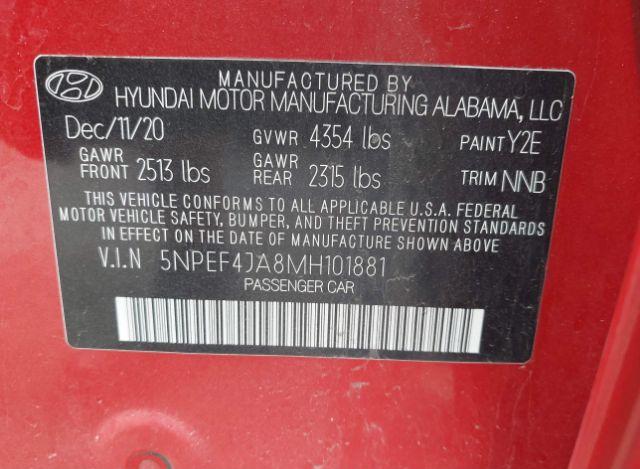 MANUFACTURED BY
HYUNDAI MOTOR MANUFACTURING ALABAMA, LLC
Dec/11/20 GVWR 4354 lbs PAINT Y2E
GAWR FRONT 2513 lbs GAWR REAR 2315 lbs TRIM NNB
THIS VEHICLE CONFORMS TO ALL APPLICABLE U.S.A. FEDERAL
MOTOR VEHICLE SAFETY, BUMPER, AND THEFT PREVENTION STANDARDS
IN EFFECT ON THE DATE OF MANUFACTURE SHOWN ABOVE
V.I.N 5NPEF4JA8MH101881
PASSENGER CAR